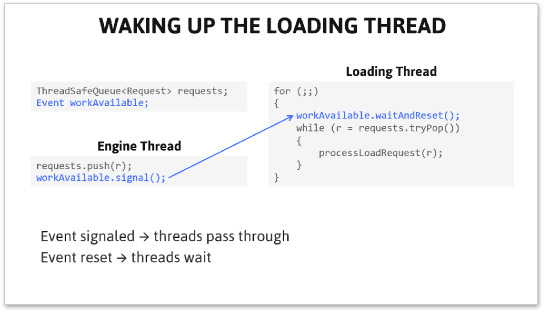 WAKING UP THE LOADING THREAD
ThreadSafeQueue<Request> requests;
Event workAvailable;
Engine Thread
requests.push(r);
workAvailable.signal();
Loading Thread
for (;;)
{
    workAvailable.waitAndReset();
    while (r = requests.tryPop())
    {
        processLoadRequest(r);
    }
}
Event signaled → threads pass through
Event reset → threads wait